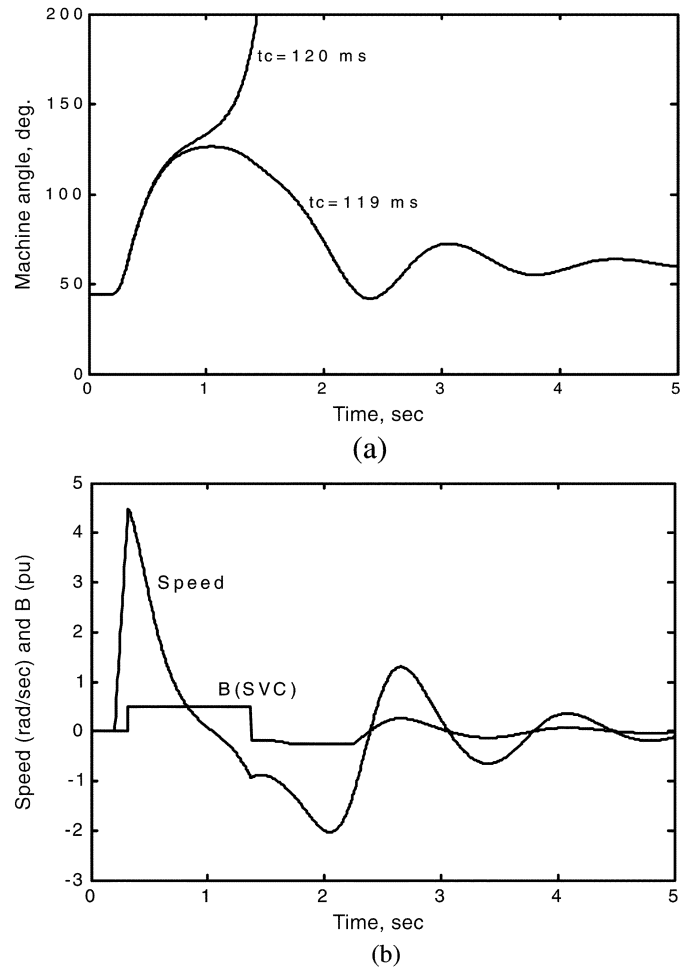 200
150
100
50
0
Machine angle, deg.
tc=120 ms
tc=119 ms
0 1 2 3 4 5
Time, sec
(a)
5
4
3
2
1
0
-1
-2
-3
Speed (rad/sec) and B (pu)
Speed
B(SVC)
0 1 2 3 4 5
Time, sec
(b)